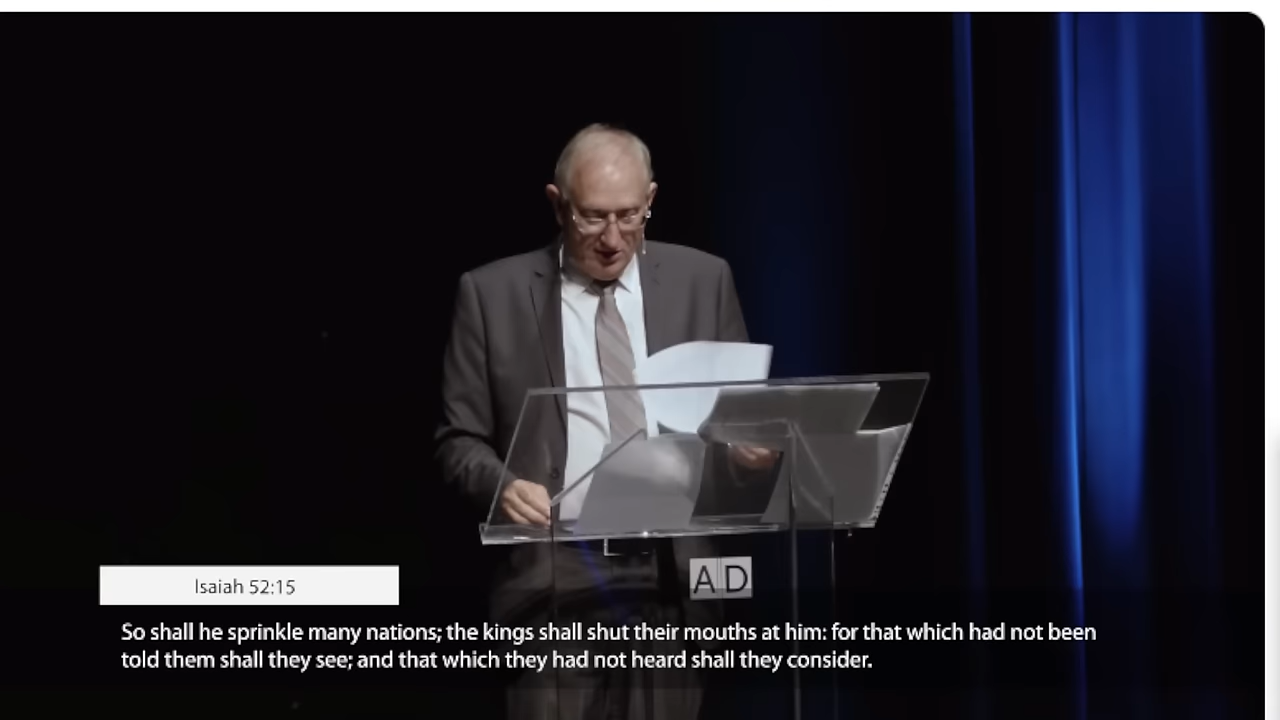 AD
Isaiah 52:15
So shall he sprinkle many nations; the kings shall shut their mouths at him: for that which had not been
told them shall they see; and that which they had not heard shall they consider.